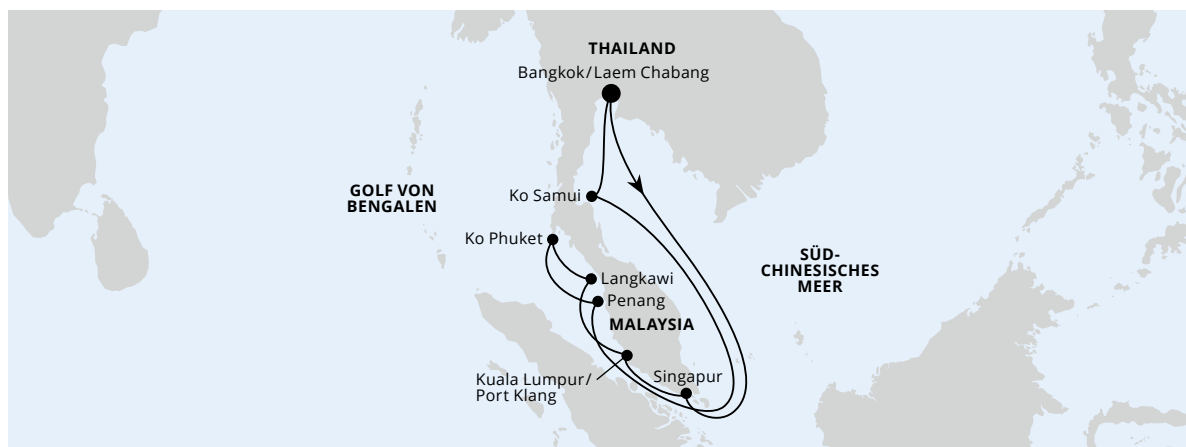 THAILAND
Bangkok/Laem Chabang
GOLF VON
BENGALEN
Ko Samui
Ko Phuket
SÜD-
CHINESISCHES
MEER
Langkawi
Penang
MALAYSIA
Kuala Lumpur/
Port Klang
Singapur